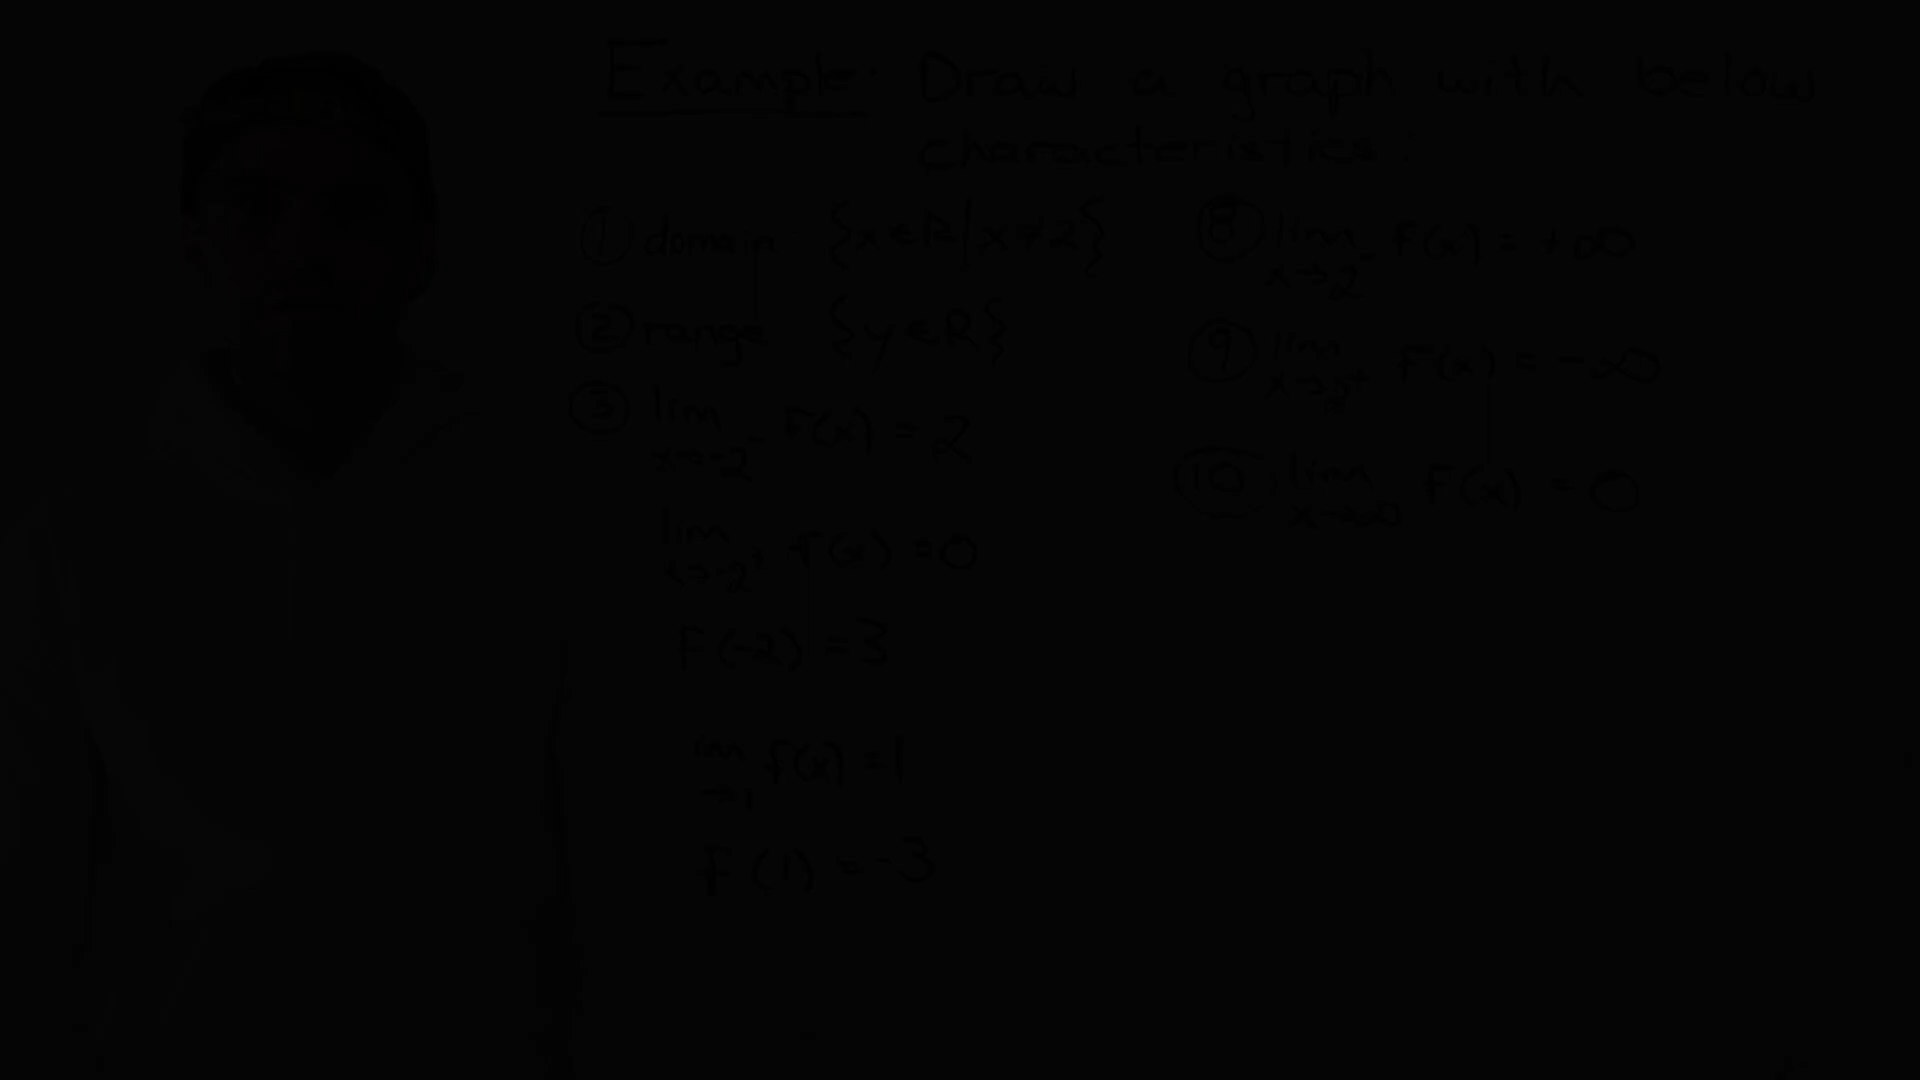 Example: Draw a graph with below
characteristics:
① domain {x∈R|x≠2}
② range {y∈R}
③ lim x→-2⁻ F(x) = 2
lim x→-2⁺ f(x) = 0
F(-2) = 3
lim →1 f(x) = 1
F(1) = -3
⑧ lim x→2⁻ F(x) = +∞
⑨ lim x→2⁺ F(x) = -∞
⑩ lim x→∞ F(x) = 0